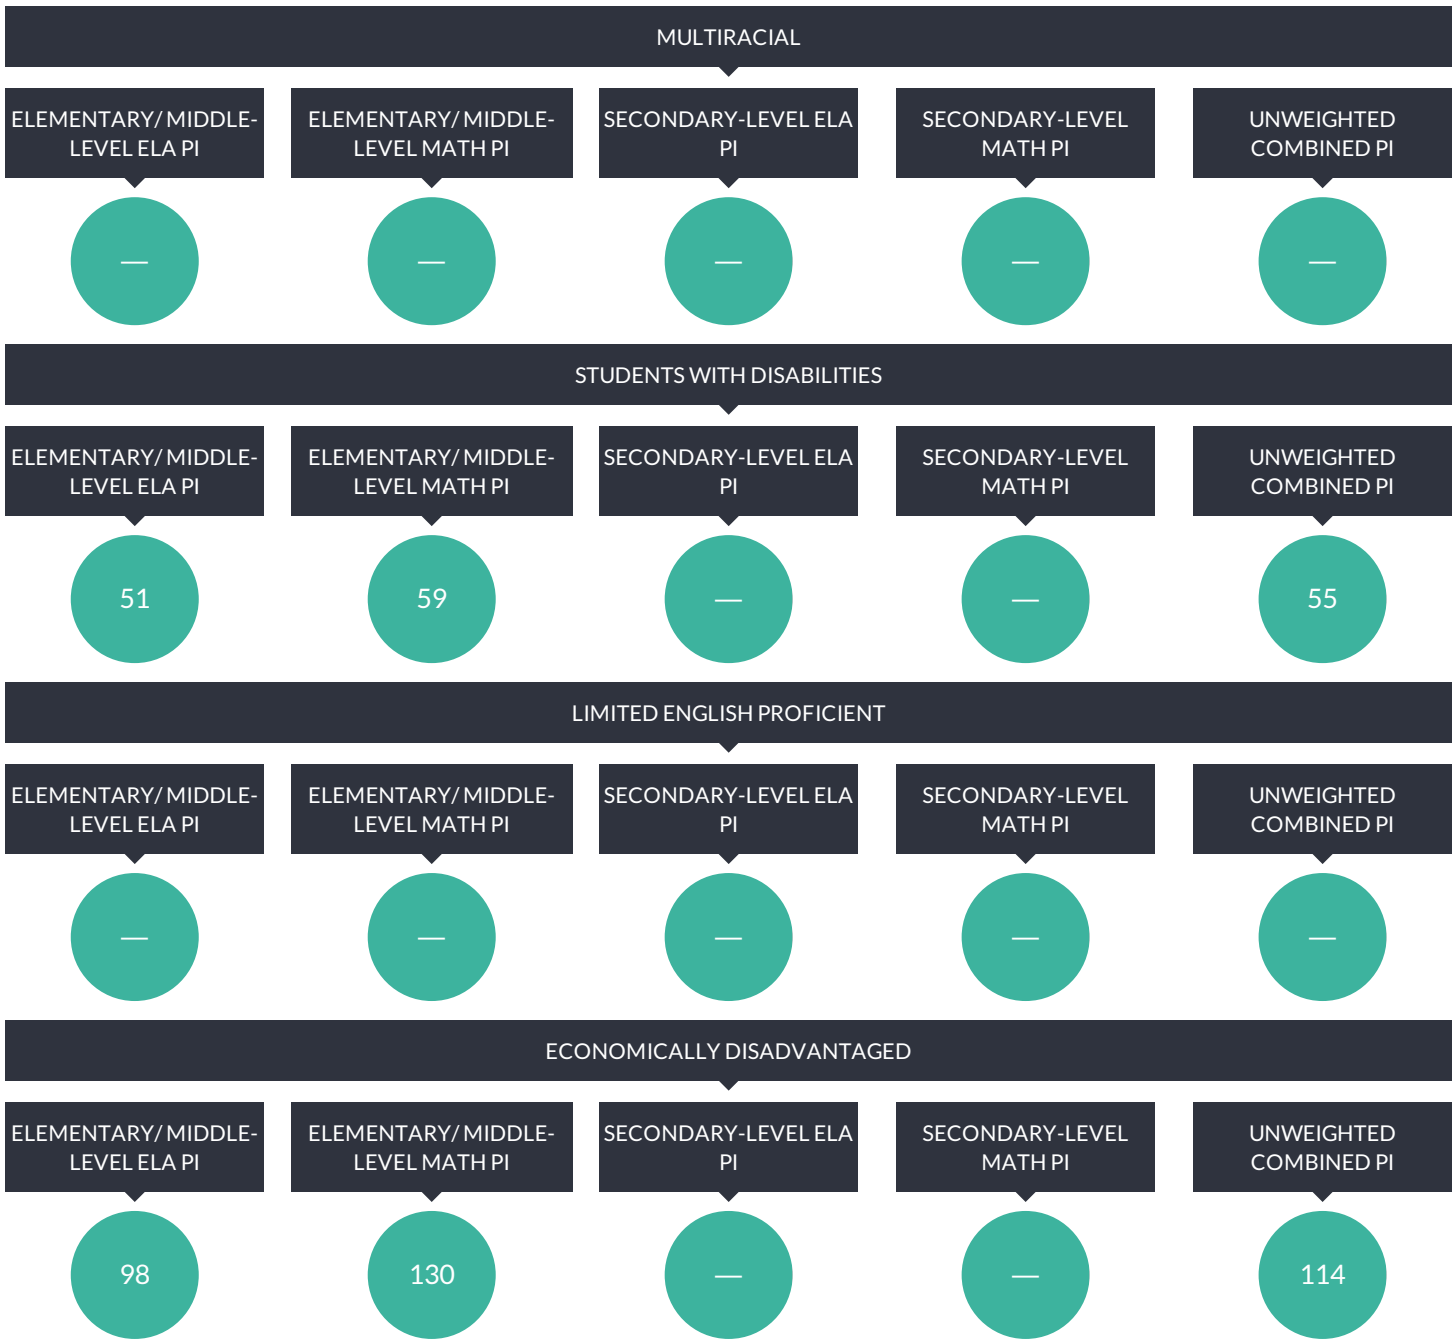 MULTIRACIAL
ELEMENTARY/ MIDDLE-
LEVEL ELA PI
ELEMENTARY/ MIDDLE-
LEVEL MATH PI
SECONDARY-LEVEL ELA
PI
SECONDARY-LEVEL
MATH PI
UNWEIGHTED
COMBINED PI
—
—
—
—
—
STUDENTS WITH DISABILITIES
ELEMENTARY/ MIDDLE-
LEVEL ELA PI
ELEMENTARY/ MIDDLE-
LEVEL MATH PI
SECONDARY-LEVEL ELA
PI
SECONDARY-LEVEL
MATH PI
UNWEIGHTED
COMBINED PI
51
59
—
—
55
LIMITED ENGLISH PROFICIENT
ELEMENTARY/ MIDDLE-
LEVEL ELA PI
ELEMENTARY/ MIDDLE-
LEVEL MATH PI
SECONDARY-LEVEL ELA
PI
SECONDARY-LEVEL
MATH PI
UNWEIGHTED
COMBINED PI
—
—
—
—
—
ECONOMICALLY DISADVANTAGED
ELEMENTARY/ MIDDLE-
LEVEL ELA PI
ELEMENTARY/ MIDDLE-
LEVEL MATH PI
SECONDARY-LEVEL ELA
PI
SECONDARY-LEVEL
MATH PI
UNWEIGHTED
COMBINED PI
98
130
—
—
114